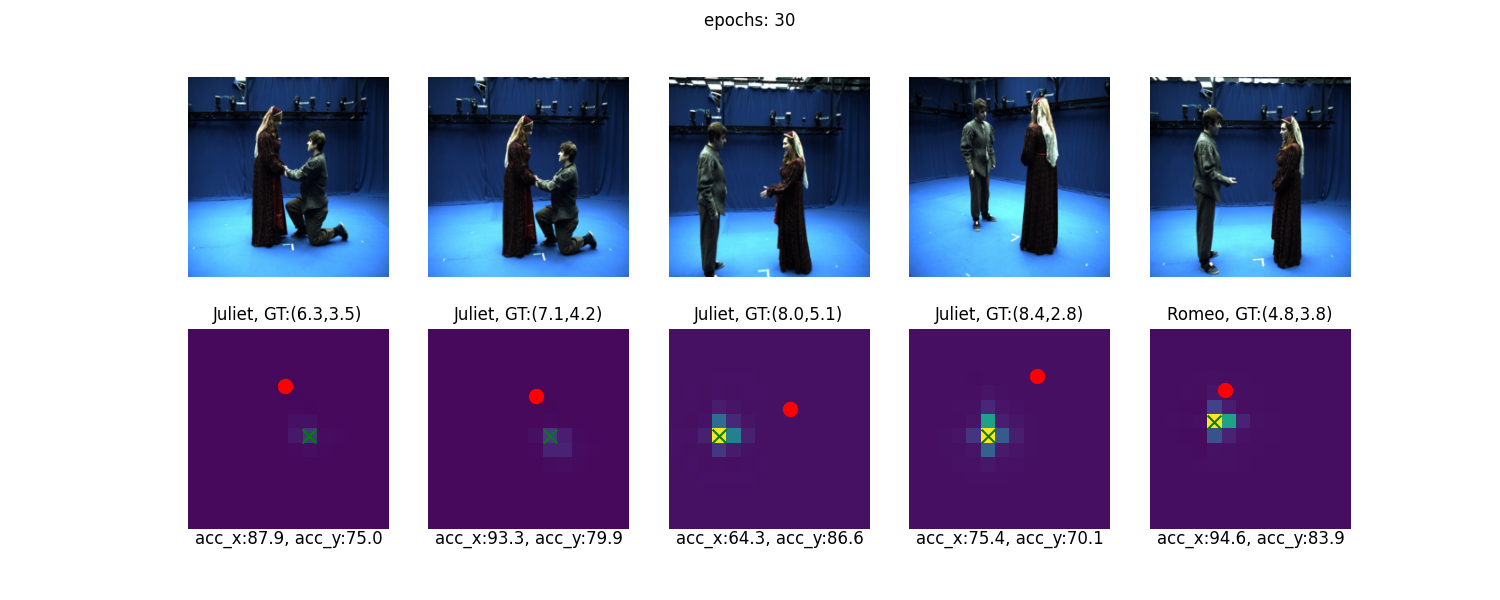 epochs: 30
Juliet, GT:(6.3,3.5)
Juliet, GT:(7.1,4.2)
Juliet, GT:(8.0,5.1)
Juliet, GT:(8.4,2.8)
Romeo, GT:(4.8,3.8)
acc_x:87.9, acc_y:75.0
acc_x:93.3, acc_y:79.9
acc_x:64.3, acc_y:86.6
acc_x:75.4, acc_y:70.1
acc_x:94.6, acc_y:83.9